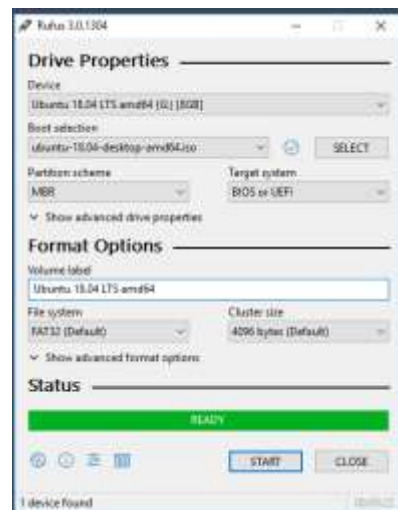 Rufus 3.0.1304
Drive Properties
Device
Ubuntu 18.04 LTS amd64 (G:) [8GB]
Boot selection
ubuntu-18.04-desktop-amd64.iso
SELECT
Partition scheme
Target system
MBR
BIOS or UEFI
Show advanced drive properties
Format Options
Volume label
Ubuntu 18.04 LTS amd64
File system
Cluster size
FAT32 (Default)
4096 bytes (Default)
Show advanced format options
Status
READY
START
CLOSE
1 device found